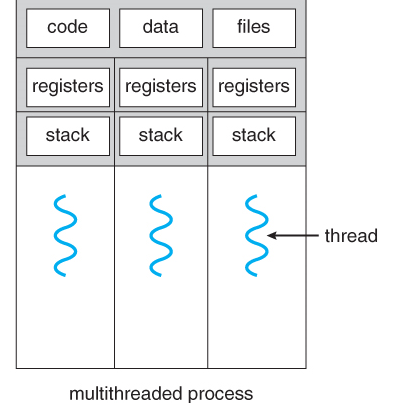 code data files
registers registers registers
stack stack stack
thread
multithreaded process